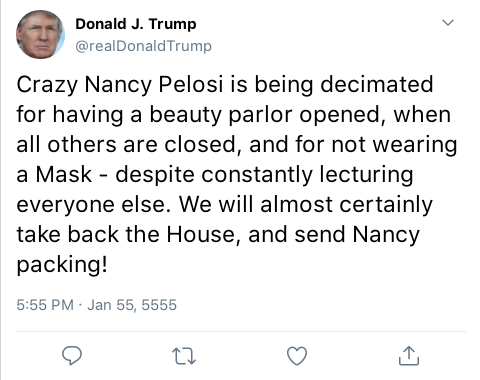 Donald J. Trump
@realDonaldTrump
Crazy Nancy Pelosi is being decimated
for having a beauty parlor opened, when
all others are closed, and for not wearing
a Mask - despite constantly lecturing
everyone else. We will almost certainly
take back the House, and send Nancy
packing!
5:55 PM · Jan 55, 5555